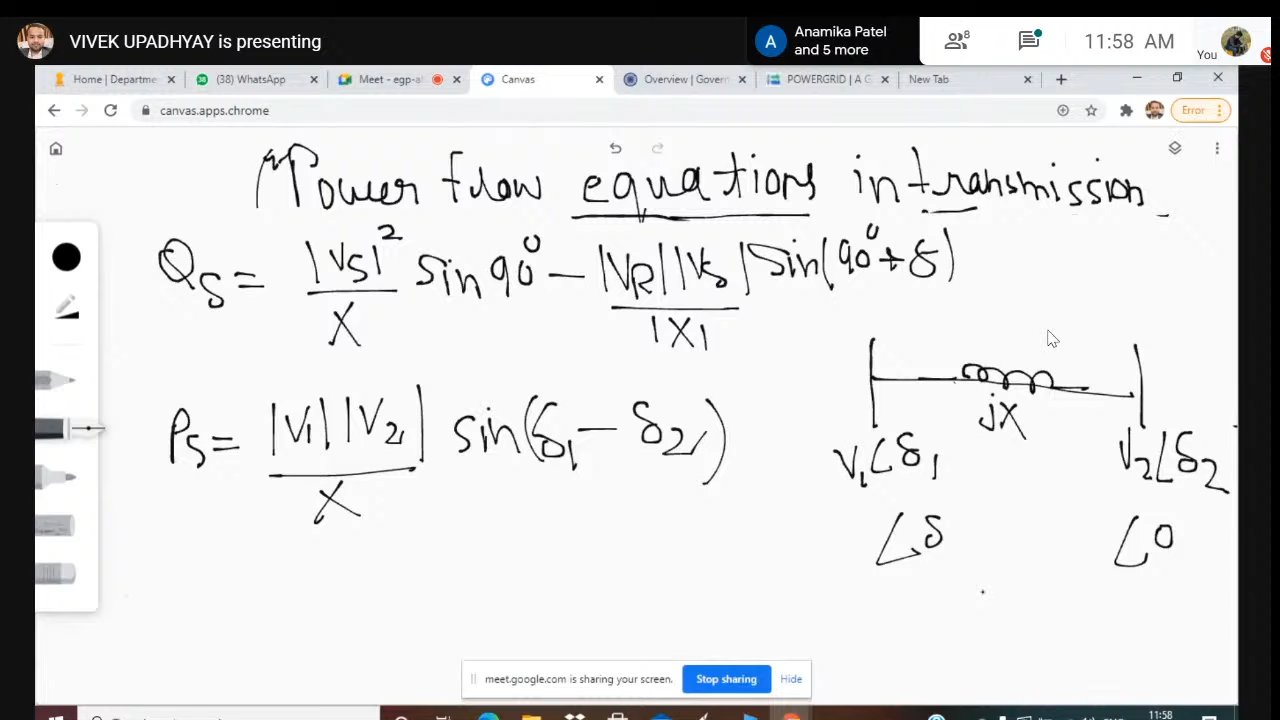 VIVEK UPADHYAY is presenting
A
Anamika Patel
and 5 more
8
11:58 AM
You
Home | Departme
(38) WhatsApp
Meet - egp-a
Canvas
Overview | Govern
POWERGRID | A G
New Tab
canvas.apps.chrome
Error
Power flow equations in transmission
Qs = |Vs|² / X sin 90° − |VR||Vs| / |X| sin(90° + δ)
Ps = |V1| |V2| / X sin(δ1 − δ2)
jX
V1∠δ1
V2∠δ2
∠δ
∠0
meet.google.com is sharing your screen.
Stop sharing
Hide
11:58